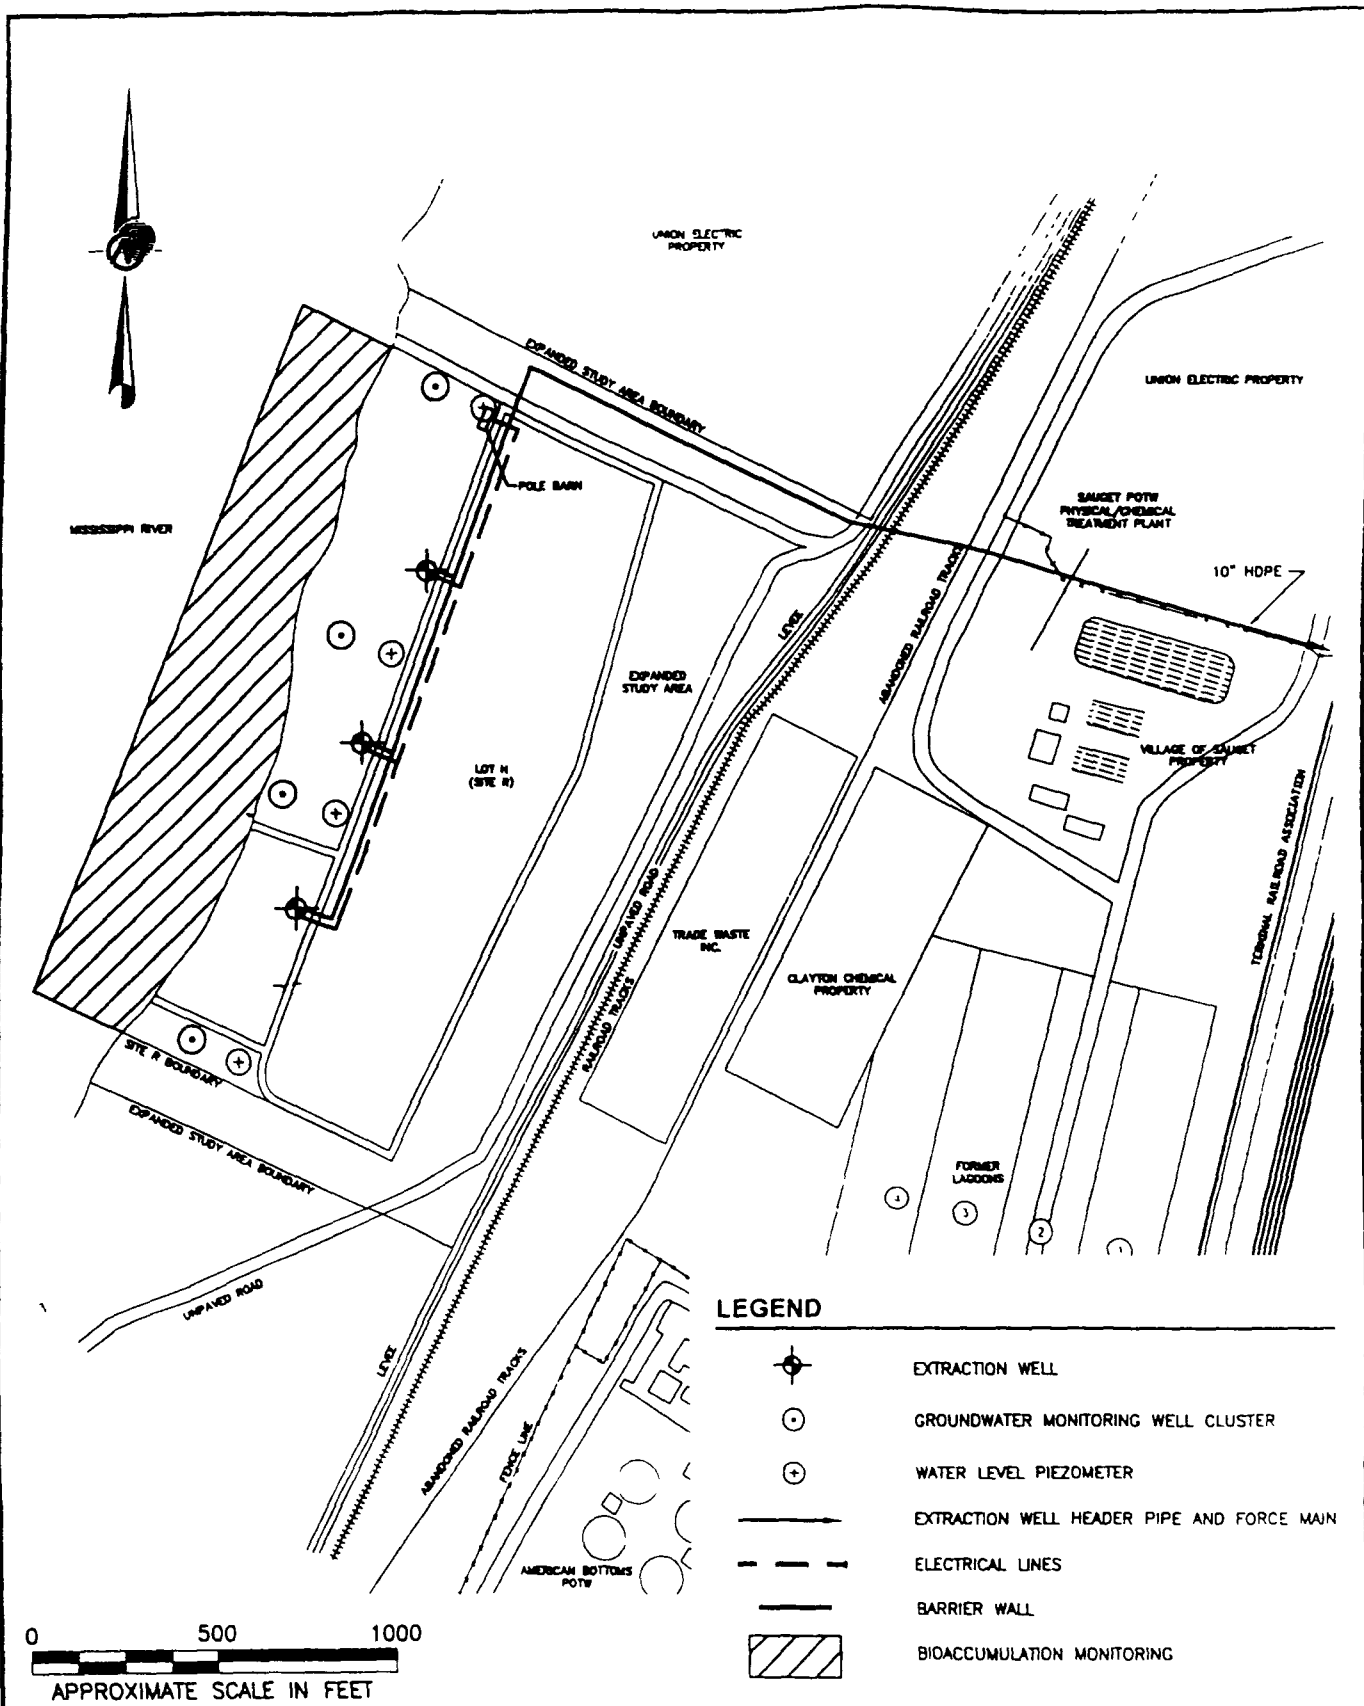 UNION ELECTRIC
PROPERTY
EXPANDED STUDY AREA BOUNDARY
UNION ELECTRIC PROPERTY
POLE BARN
SAUGET POTW
PHYSICAL/CHEMICAL
TREATMENT PLANT
MISSISSIPPI RIVER
10" HDPE
LEVEE
ABANDONED RAILROAD TRACKS
EXPANDED
STUDY AREA
VILLAGE OF SAUGET
PROPERTY
LOT H
(SITE R)
TERMINAL RAILROAD ASSOCIATION
UNPAVED ROAD
TRADE WASTE
INC.
RAILROAD TRACKS
CLAYTON CHEMICAL
PROPERTY
SITE R BOUNDARY
EXPANDED STUDY AREA BOUNDARY
FORMER
LAGOONS
4
3
2
1
UNPAVED ROAD
LEVEE
ABANDONED RAILROAD TRACKS
FENCE LINE
AMERICAN BOTTOMS
POTW
LEGEND
EXTRACTION WELL
GROUNDWATER MONITORING WELL CLUSTER
WATER LEVEL PIEZOMETER
EXTRACTION WELL HEADER PIPE AND FORCE MAIN
ELECTRICAL LINES
BARRIER WALL
BIOACCUMULATION MONITORING
0 500 1000
APPROXIMATE SCALE IN FEET